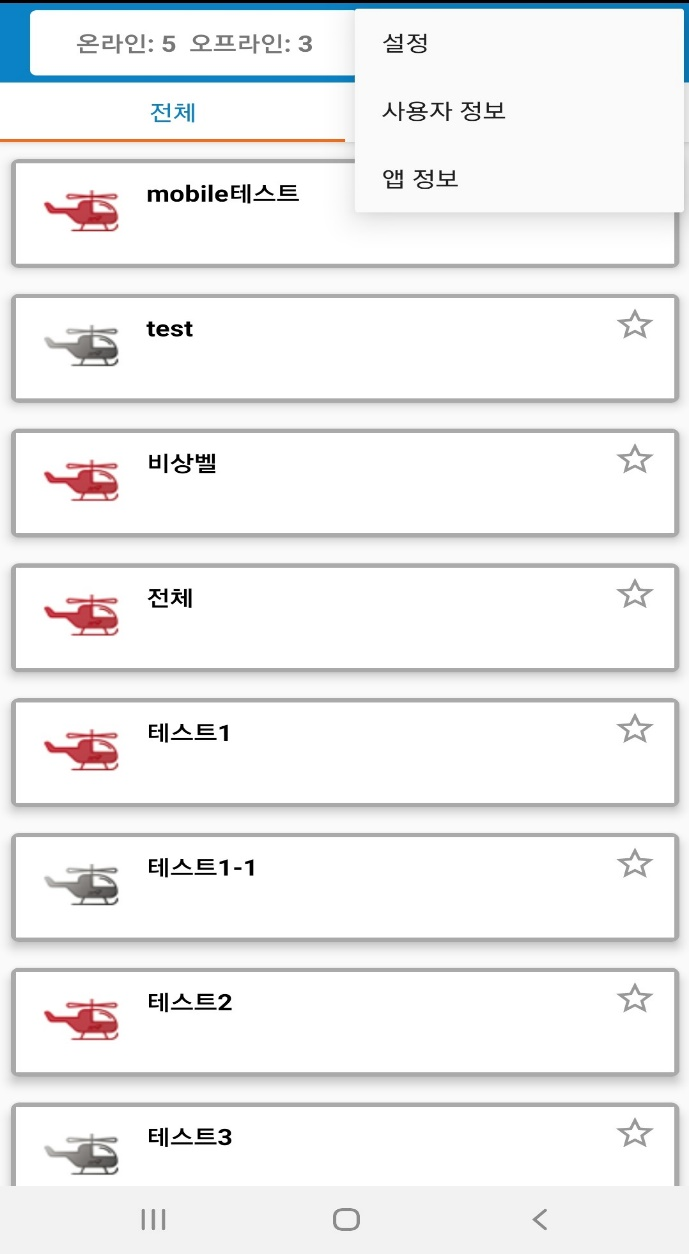 온라인: 5 오프라인: 3
설정
사용자 정보
앱 정보
전체
mobile테스트
test
비상벨
전체
테스트1
테스트1-1
테스트2
테스트3